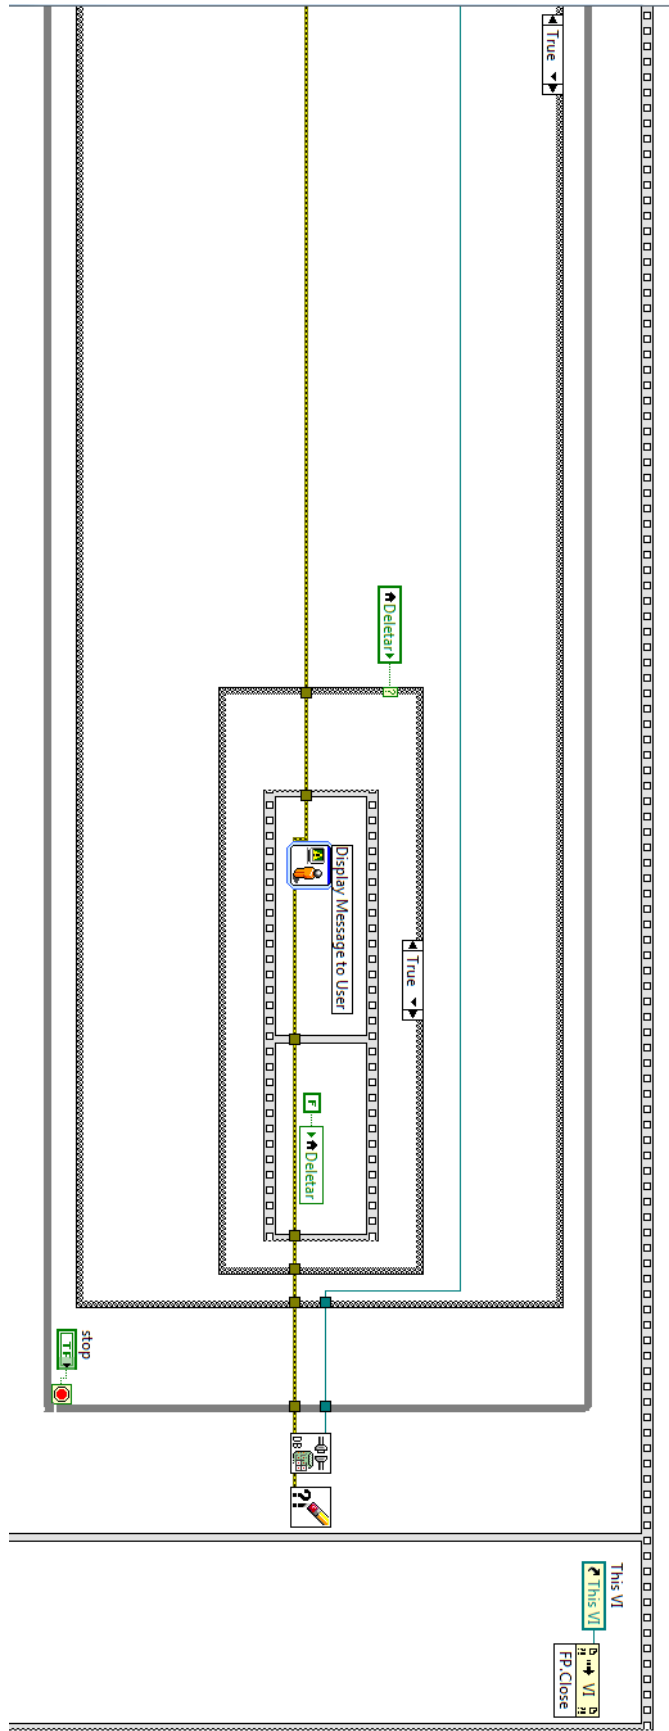 True
Deletar
Display Message to User
True
F
Deletar
stop
TF
DB
?!
This VI
This VI
VI
FP.Close